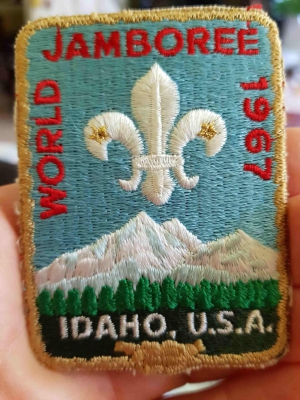 WORLD
JAMBOREE
1967
IDAHO, U.S.A.